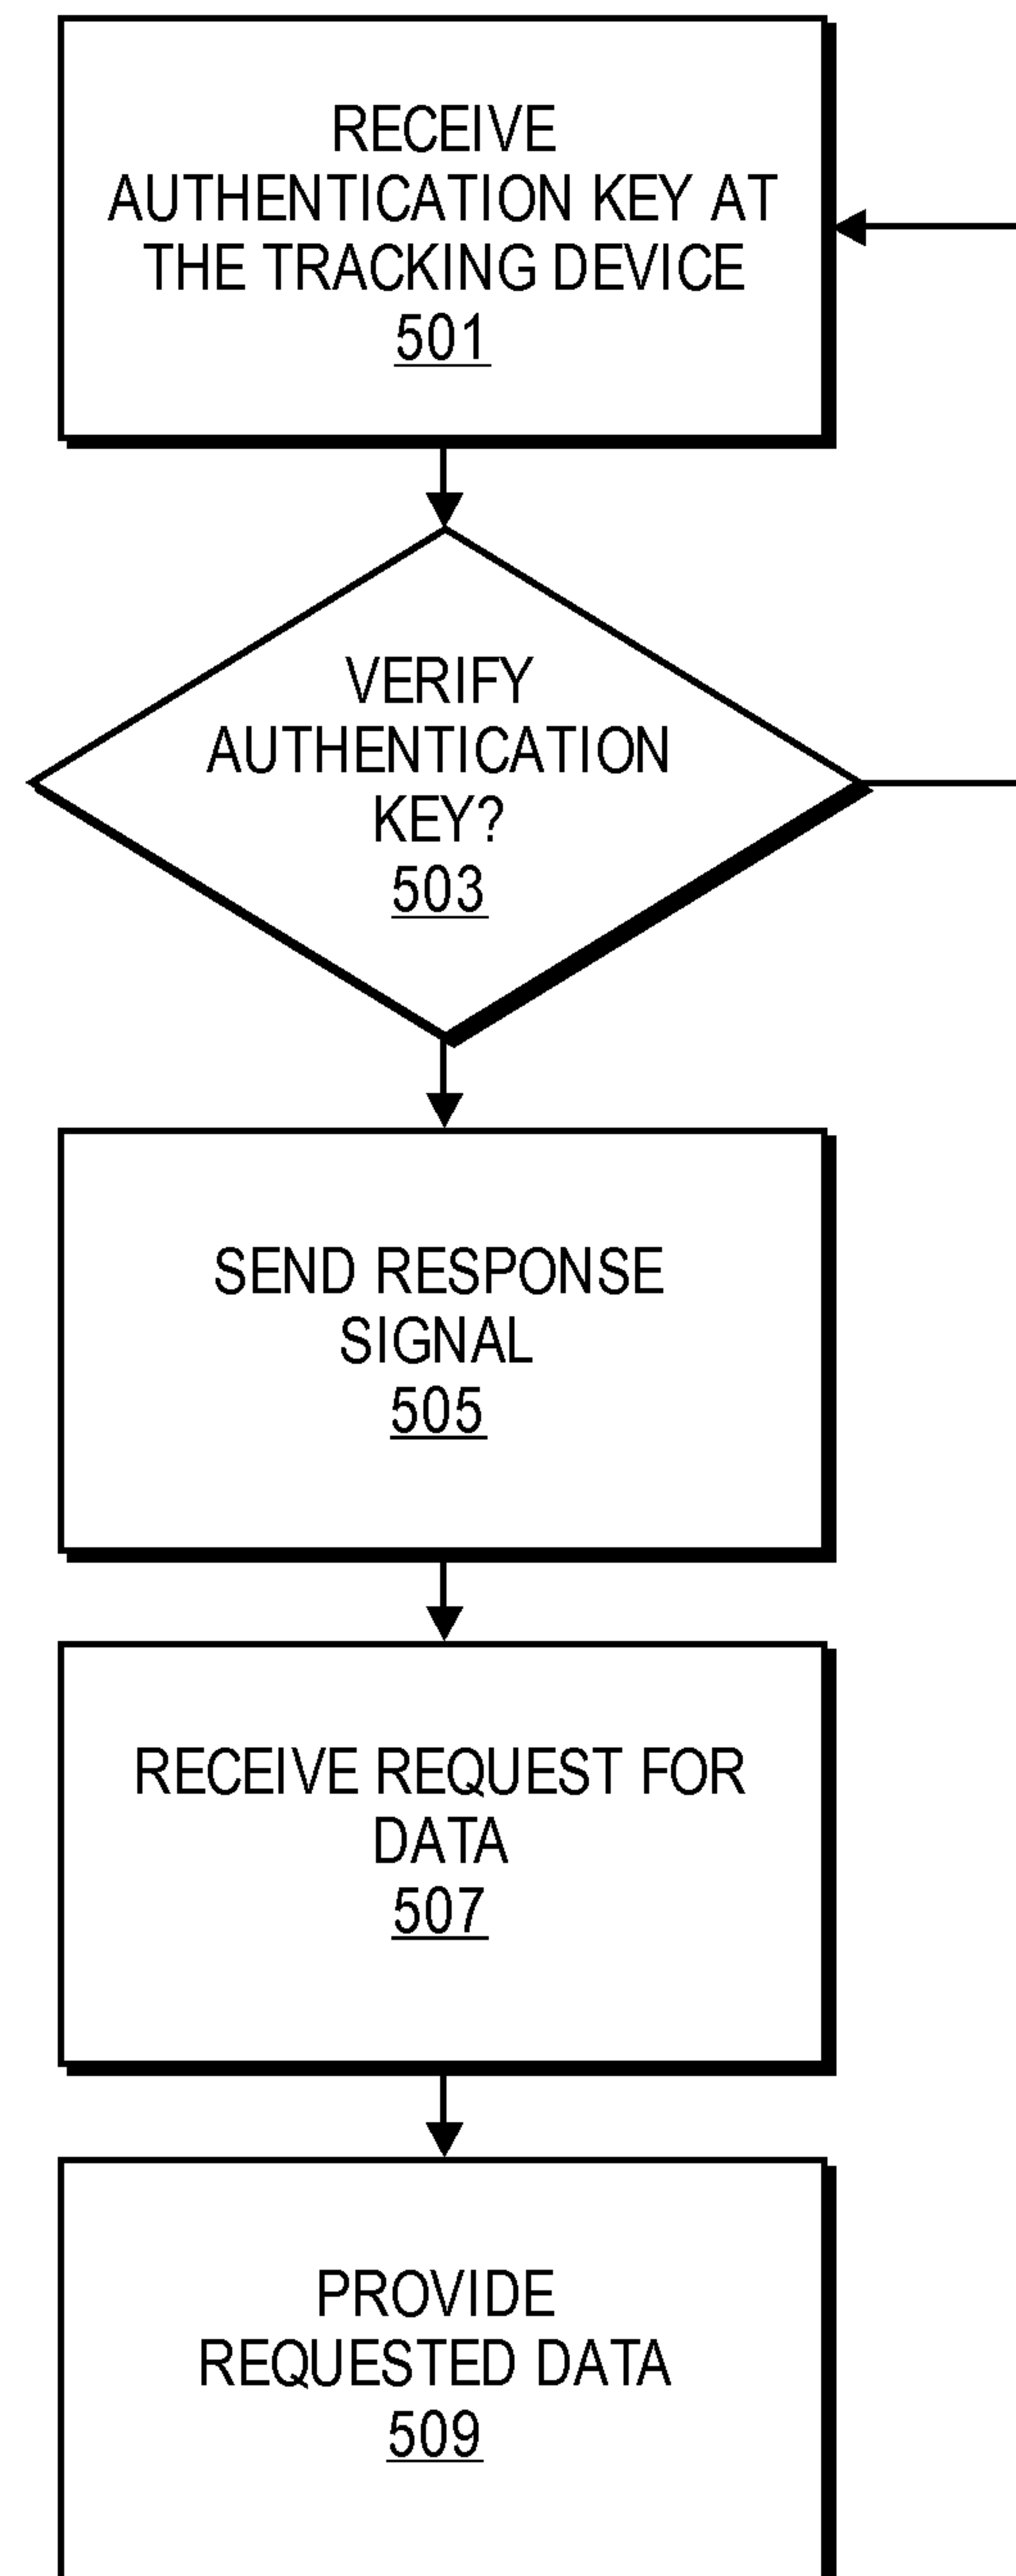 RECEIVE
AUTHENTICATION KEY AT
THE TRACKING DEVICE
501
VERIFY
AUTHENTICATION
KEY?
503
SEND RESPONSE
SIGNAL
505
RECEIVE REQUEST FOR
DATA
507
PROVIDE
REQUESTED DATA
509